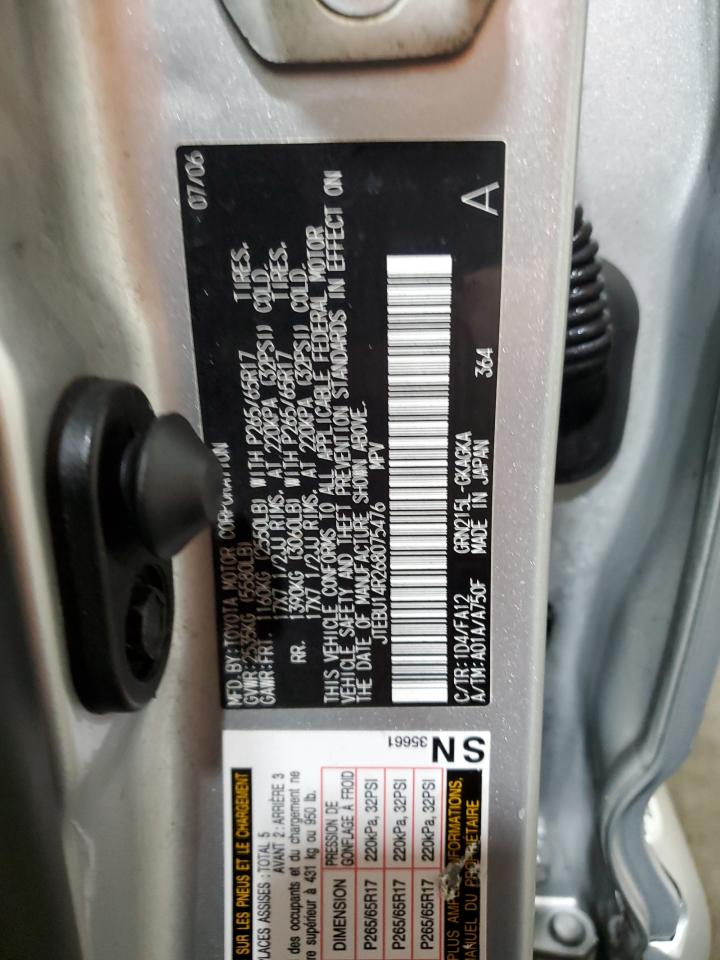 07/06
MFD.BY:TOYOTA MOTOR CORPORATION
GVWR:2535KG (5580LB)
GAWR:FRT. 1160KG (2560LB) WITH P265/65R17 TIRES.
17X7 1/2JJ RIMS. AT 220KPA (32PSI) COLD.
RR. 1390KG (3060LB) WITH P265/65R17 TIRES.
17X7 1/2JJ RIMS. AT 220KPA (32PSI) COLD.
THIS VEHICLE CONFORMS TO ALL APPLICABLE FEDERAL MOTOR
VEHICLE SAFETY AND THEFT PREVENTION STANDARDS IN EFFECT ON
THE DATE OF MANUFACTURE SHOWN ABOVE.
JTEBU14R268075476 MPV
C/TR:1D4/FA12 GRN215L-GKAGKA
A/TM:A01A/A750F MADE IN JAPAN
364
A
SUR LES PNEUS ET LE CHARGEMENT
PLACES ASSISES : TOTAL 5
AVANT 2 : ARRIÈRE 3
des occupants et du chargement ne
supérieur à 431 kg ou 950 lb.
DIMENSION PRESSION DE
GONFLAGE À FROID
P265/65R17 220kPa, 32PSI
P265/65R17 220kPa, 32PSI
P265/65R17 220kPa, 32PSI
PLUS INFORMATIONS,
MANUEL DU PROPRIÉTAIRE
35661
SN